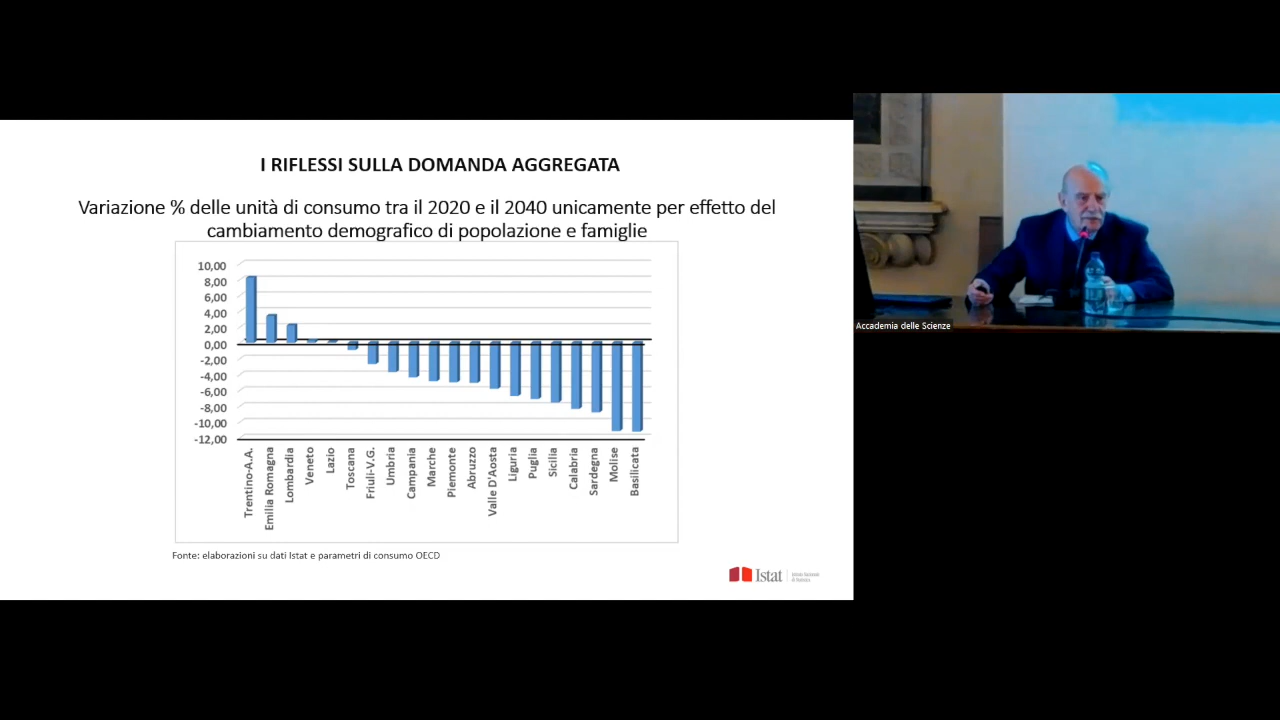 I RIFLESSI SULLA DOMANDA AGGREGATA
Variazione % delle unità di consumo tra il 2020 e il 2040 unicamente per effetto del
cambiamento demografico di popolazione e famiglie
10,00
8,00
6,00
4,00
2,00
0,00
-2,00
-4,00
-6,00
-8,00
-10,00
-12,00
Trentino-A.A.
Emilia Romagna
Lombardia
Veneto
Lazio
Toscana
Friuli-V.G.
Umbria
Campania
Marche
Piemonte
Abruzzo
Valle D'Aosta
Liguria
Puglia
Sicilia
Calabria
Sardegna
Molise
Basilicata
Fonte: elaborazioni su dati Istat e parametri di consumo OECD
Istat
Accademia delle Scienze